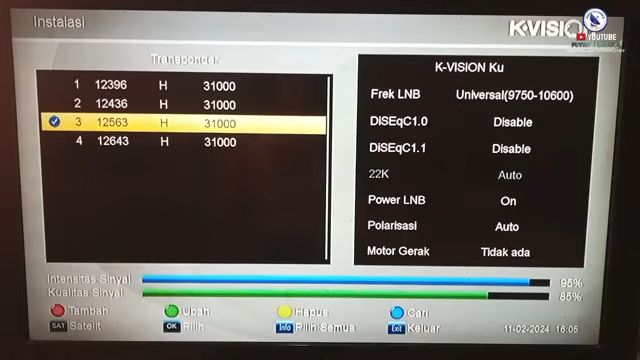 Instalasi
K-VISION
YOUTUBE
Transponder
1 12396 H 31000
2 12436 H 31000
3 12563 H 31000
4 12643 H 31000
K-VISION Ku
Frek LNB Universal(9750-10600)
DiSEqC1.0 Disable
DiSEqC1.1 Disable
22K Auto
Power LNB On
Polarisasi Auto
Motor Gerak Tidak ada
Intensitas Sinyal 95%
Kualitas Sinyal 85%
Tambah Ubah Hapus Cari
SAT Satelit OK Pilih Info Pilih Semua Exit Keluar
11-02-2024 16:05